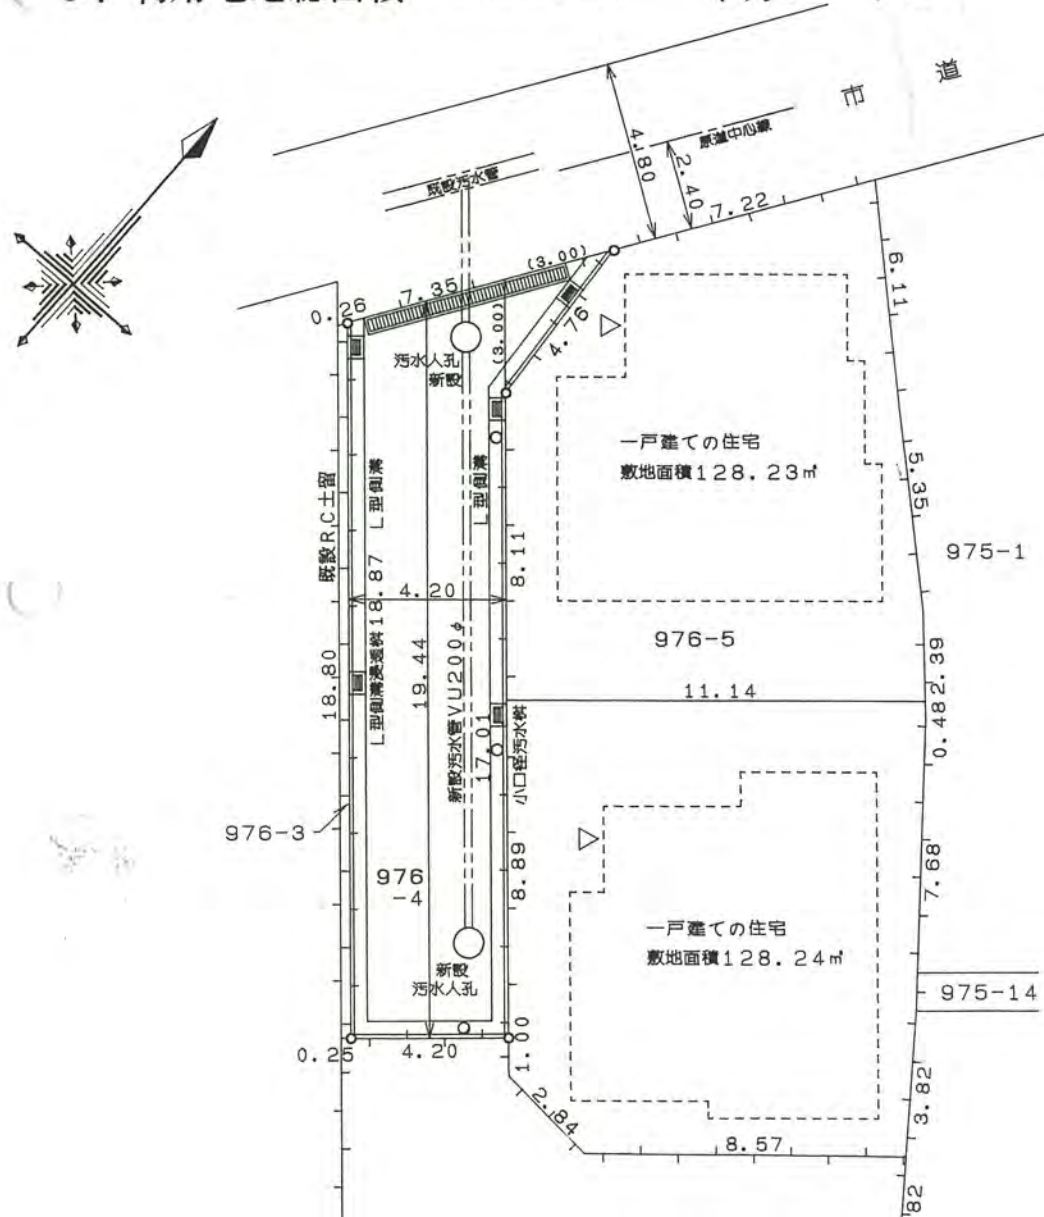 市道
4.80
2.40
既設汚水管
7.22
(3.00)
7.35
0.26
6.11
4.76
(3.00)
汚水人孔
新設
一戸建ての住宅
敷地面積128.23㎡
5.35
975-1
既設RC土留
L型側溝
L型側溝
8.11
4.20
18.87
L型側溝浸透桝
19.44
新設汚水管VU200φ
17.01
18.80
976-5
2.39
11.14
0.48
小口径汚水桝
976-3
976
-4
8.89
7.68
一戸建ての住宅
敷地面積128.24㎡
975-14
新設
汚水人孔
0.25
4.20
1.00
2.84
3.82
8.57
82